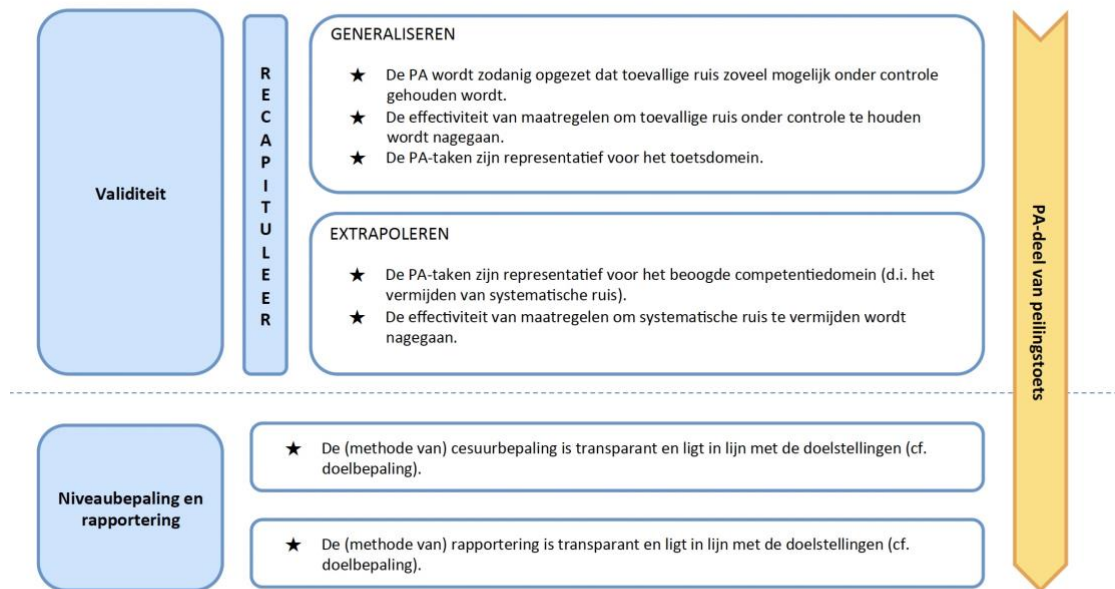 Validiteit
RECAPITULEER
GENERALISEREN
★ De PA wordt zodanig opgezet dat toevallige ruis zoveel mogelijk onder controle
gehouden wordt.
★ De effectiviteit van maatregelen om toevallige ruis onder controle te houden
wordt nagegaan.
★ De PA-taken zijn representatief voor het toetsdomein.
EXTRAPOLEREN
★ De PA-taken zijn representatief voor het beoogde competentiedomein (d.i. het
vermijden van systematische ruis).
★ De effectiviteit van maatregelen om systematische ruis te vermijden wordt
nagegaan.
PA-deel van peilingstoets
Niveaubepaling en
rapportering
★ De (methode van) cesuurbepaling is transparant en ligt in lijn met de doelstellingen (cf.
doelbepaling).
★ De (methode van) rapportering is transparant en ligt in lijn met de doelstellingen (cf.
doelbepaling).